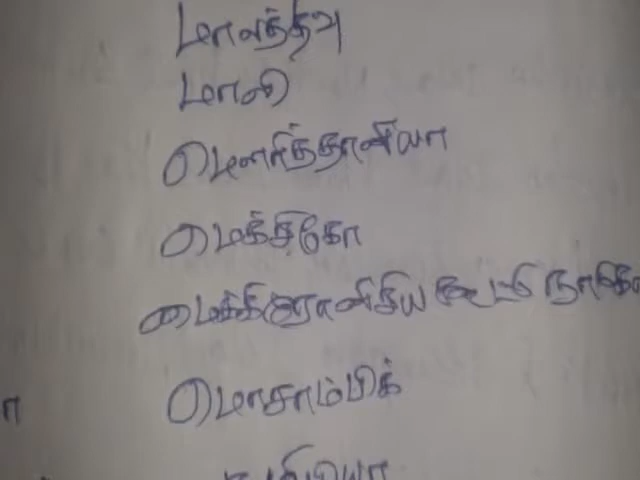 மாலத்தீவு
மாலி
மௌரித்தானியா
மெக்சிகோ
மைக்கிரோனிசிய கூட்டு
மொசாம்பிக்